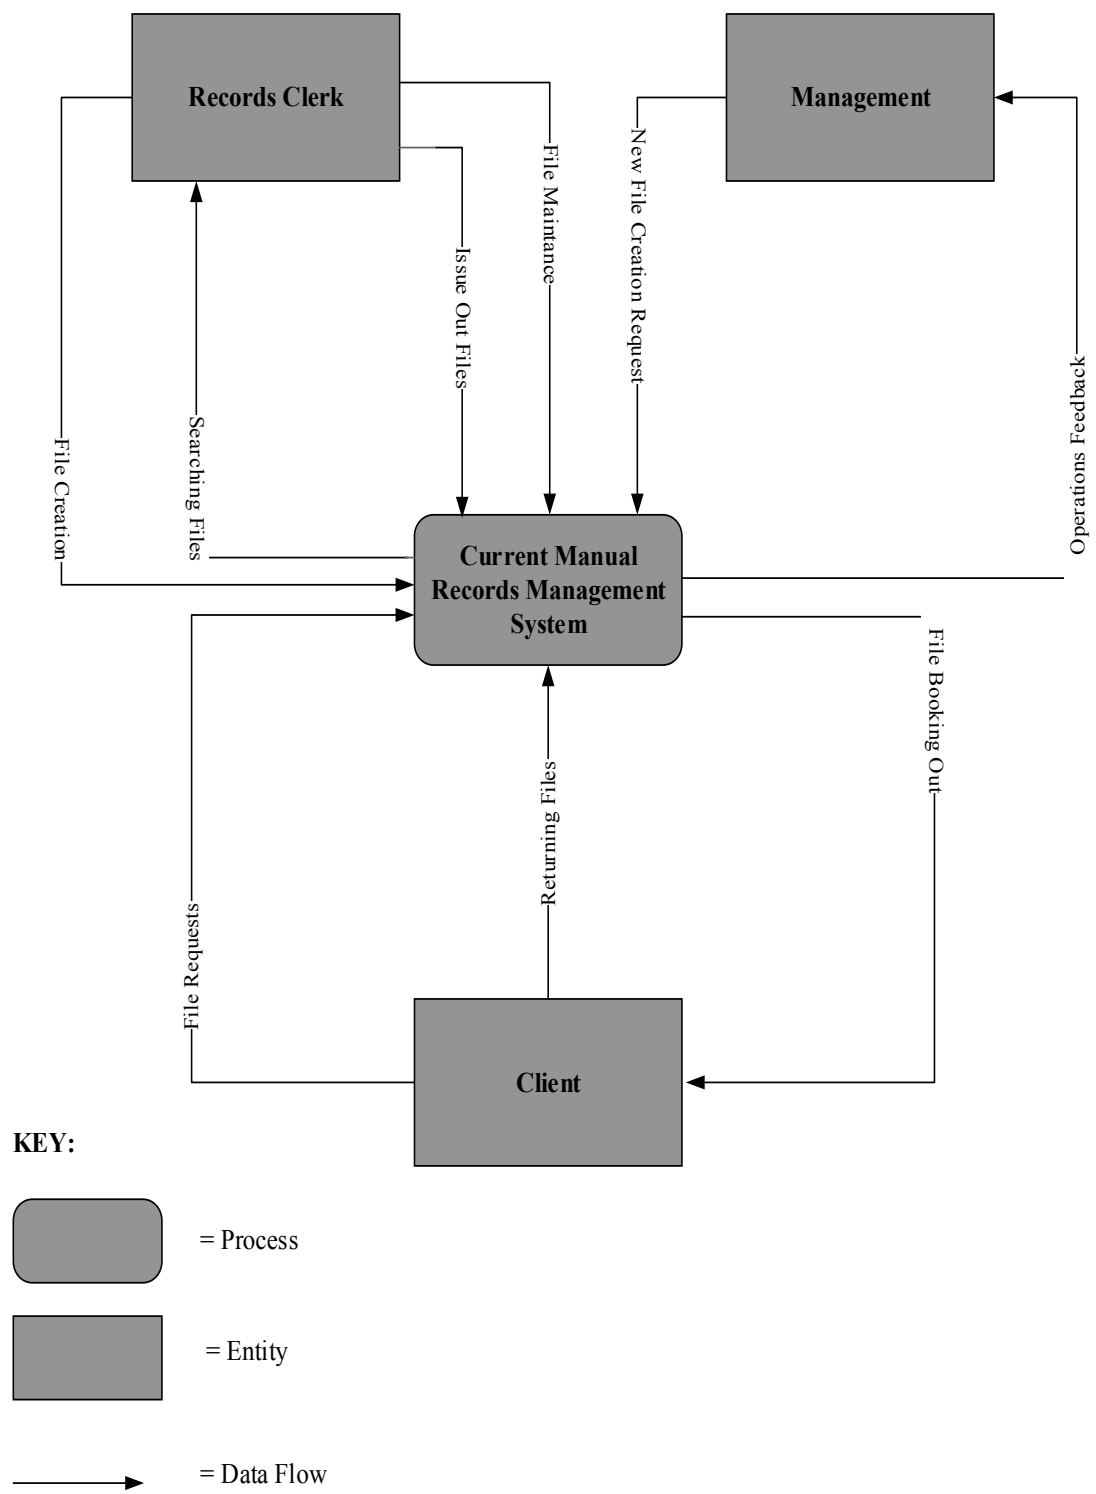 Records Clerk
Management
File Maintance
New File Creation Request
Issue Out Files
Operations Feedback
Searching Files
File Creation
Current Manual
Records Management
System
File Booking Out
Returning Files
File Requests
Client
KEY:
= Process
= Entity
= Data Flow